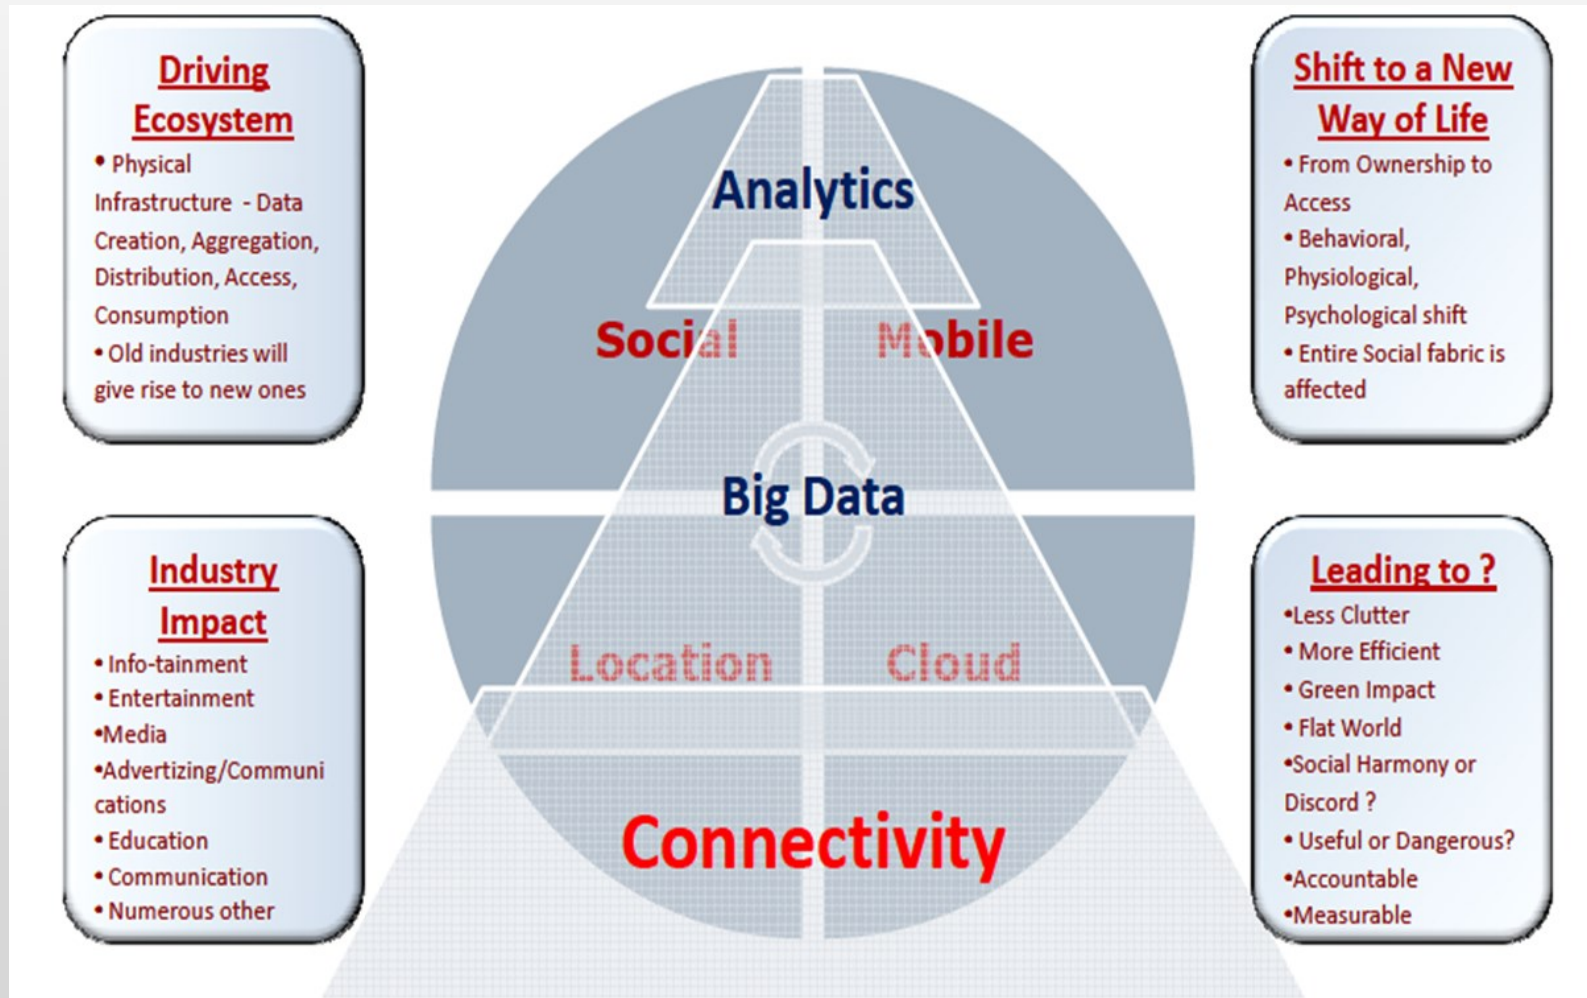 Driving
Ecosystem
• Physical
Infrastructure - Data
Creation, Aggregation,
Distribution, Access,
Consumption
• Old industries will
give rise to new ones
Industry
Impact
• Info-tainment
• Entertainment
•Media
•Advertizing/Communi
cations
• Education
• Communication
• Numerous other
Analytics
Social Mobile
Big Data
Location Cloud
Connectivity
Shift to a New
Way of Life
• From Ownership to
Access
• Behavioral,
Physiological,
Psychological shift
• Entire Social fabric is
affected
Leading to ?
•Less Clutter
• More Efficient
• Green Impact
• Flat World
•Social Harmony or
Discord ?
• Useful or Dangerous?
•Accountable
•Measurable